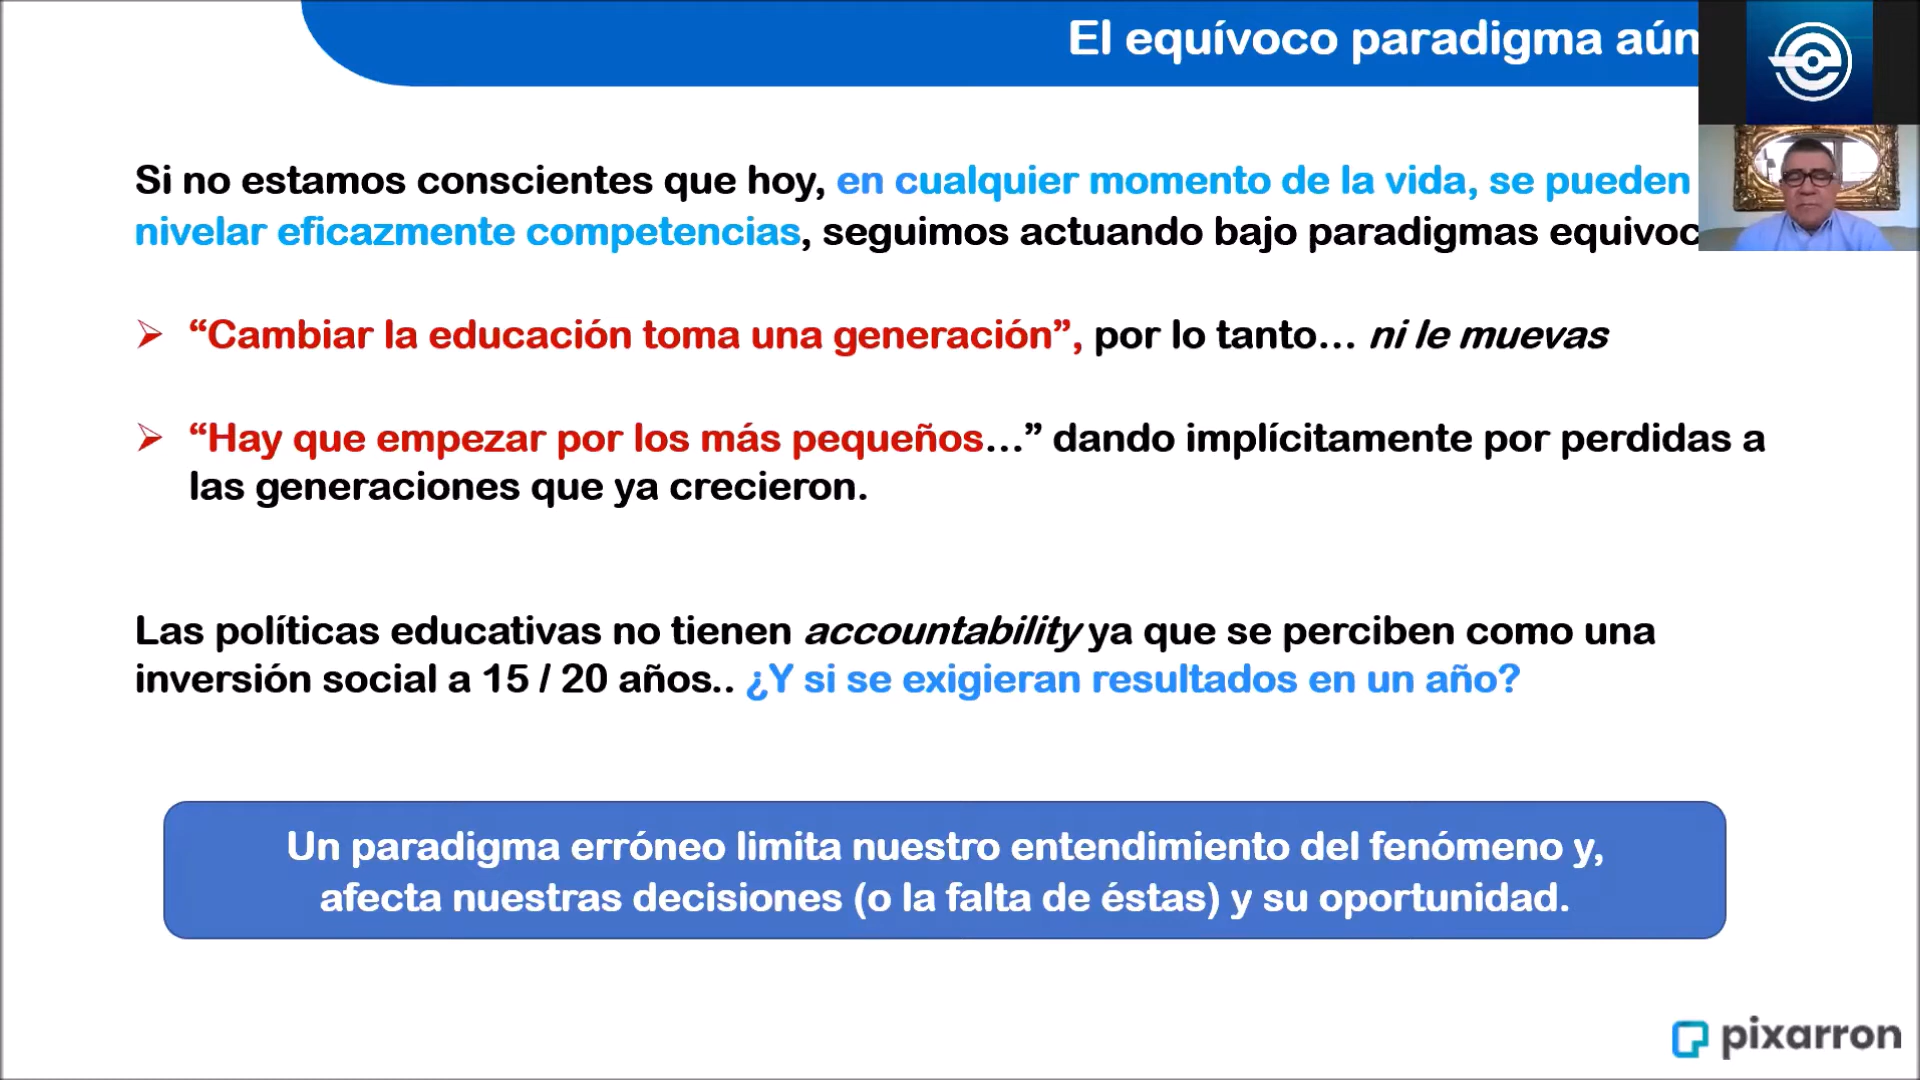 El equívoco paradigma aún
Si no estamos conscientes que hoy, en cualquier momento de la vida, se pueden
nivelar eficazmente competencias, seguimos actuando bajo paradigmas equivoc
“Cambiar la educación toma una generación”, por lo tanto… ni le muevas
“Hay que empezar por los más pequeños…” dando implícitamente por perdidas a
las generaciones que ya crecieron.
Las políticas educativas no tienen accountability ya que se perciben como una
inversión social a 15 / 20 años.. ¿Y si se exigieran resultados en un año?
Un paradigma erróneo limita nuestro entendimiento del fenómeno y,
afecta nuestras decisiones (o la falta de éstas) y su oportunidad.
pixarron